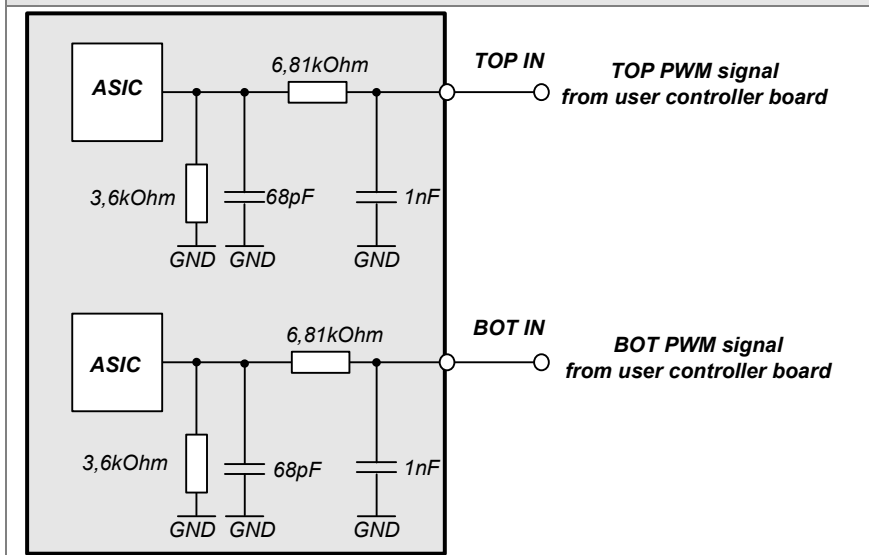 6,81kOhm
TOP IN
TOP PWM signal
from user controller board
ASIC
3,6kOhm
68pF
1nF
GND
GND
GND
6,81kOhm
BOT IN
BOT PWM signal
from user controller board
ASIC
3,6kOhm
68pF
1nF
GND
GND
GND